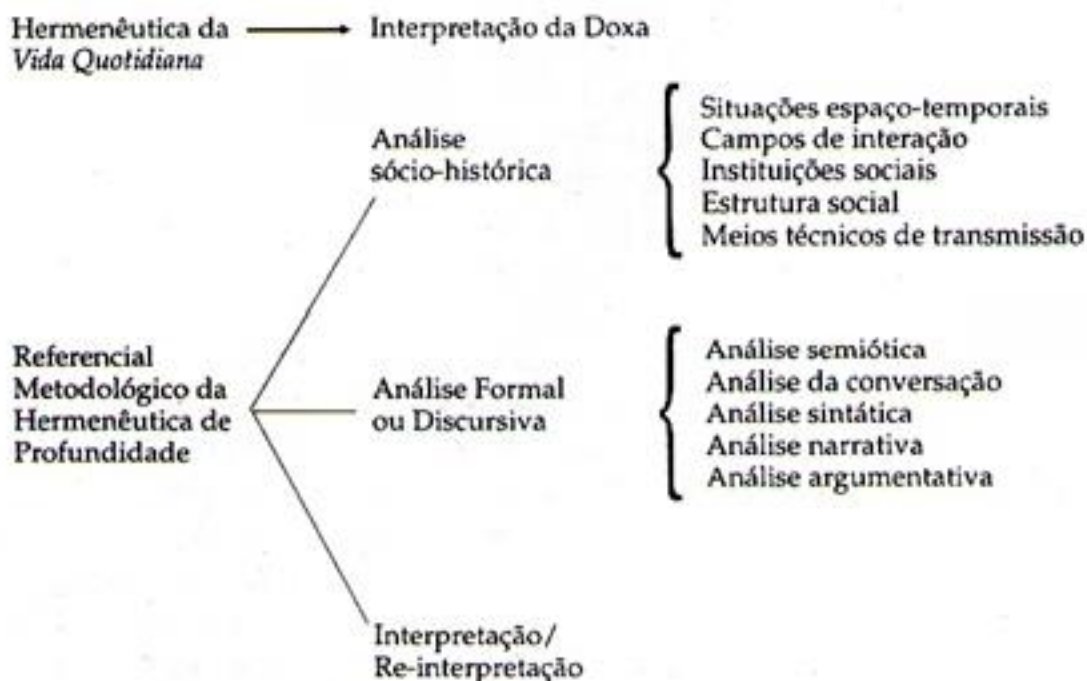 Hermenêutica da
Vida Quotidiana
Interpretação da Doxa
Análise
sócio-histórica
Situações espaço-temporais
Campos de interação
Instituições sociais
Estrutura social
Meios técnicos de transmissão
Referencial
Metodológico da
Hermenêutica de
Profundidade
Análise Formal
ou Discursiva
Análise semiótica
Análise da conversação
Análise sintática
Análise narrativa
Análise argumentativa
Interpretação/
Re-interpretação